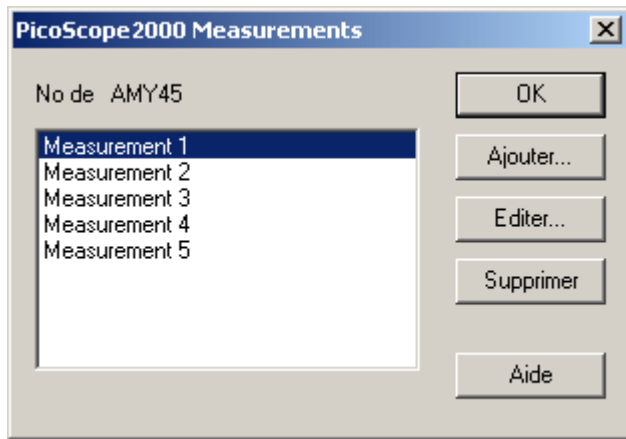 PicoScope2000 Measurements
No de AMY45
OK
Measurement 1
Measurement 2
Measurement 3
Measurement 4
Measurement 5
Ajouter...
Editer...
Supprimer
Aide